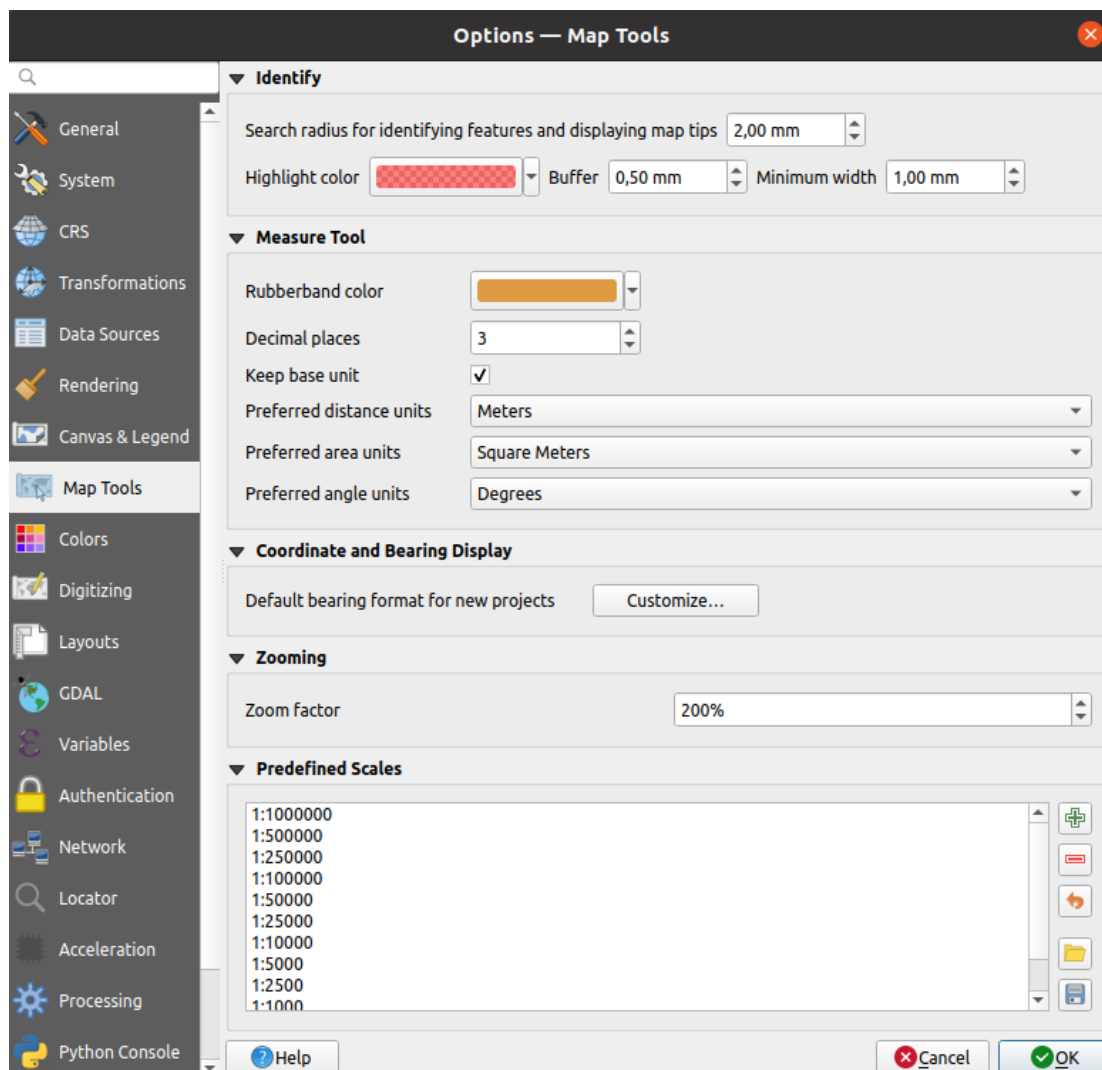 Options — Map Tools
General
System
CRS
Transformations
Data Sources
Rendering
Canvas & Legend
Map Tools
Colors
Digitizing
Layouts
GDAL
Variables
Authentication
Network
Locator
Acceleration
Processing
Python Console
Identify
Search radius for identifying features and displaying map tips 2,00 mm
Highlight color Buffer 0,50 mm Minimum width 1,00 mm
Measure Tool
Rubberband color
Decimal places 3
Keep base unit
Preferred distance units Meters
Preferred area units Square Meters
Preferred angle units Degrees
Coordinate and Bearing Display
Default bearing format for new projects Customize...
Zooming
Zoom factor 200%
Predefined Scales
1:1000000
1:500000
1:250000
1:100000
1:50000
1:25000
1:10000
1:5000
1:2500
1:1000
Help Cancel OK